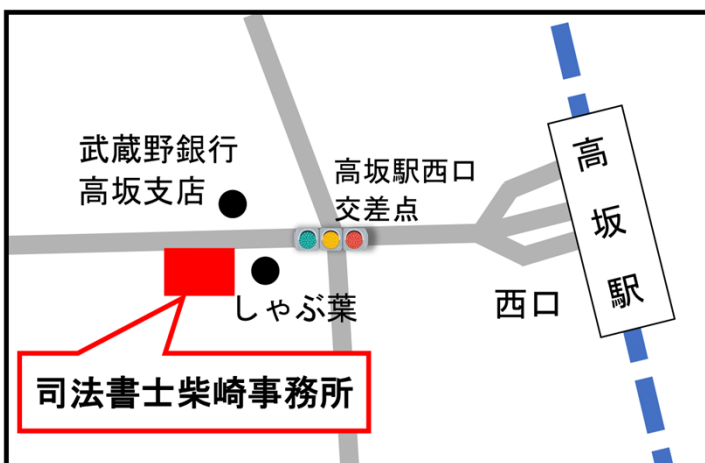 武蔵野銀行
高坂支店
高坂駅西口
交差点
高坂駅
しゃぶ葉
西口
司法書士柴崎事務所